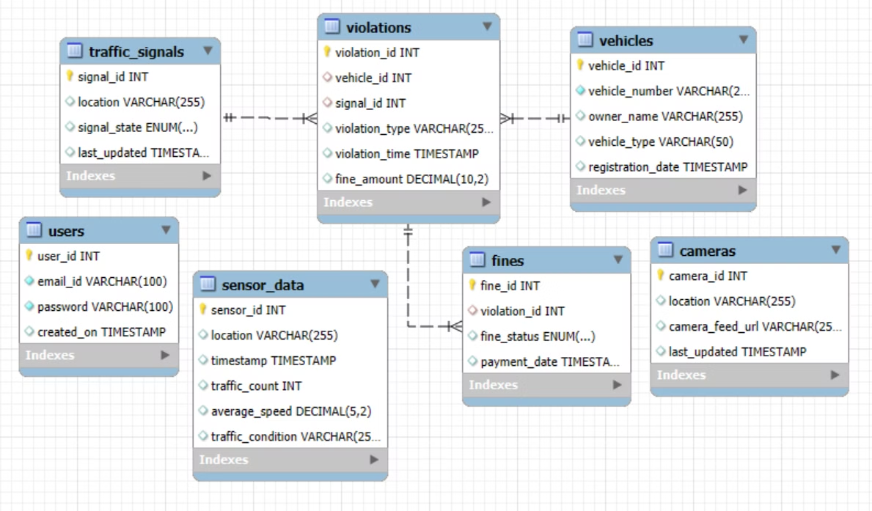 traffic_signals
signal_id INT
location VARCHAR(255)
signal_state ENUM(...)
last_updated TIMESTA...
Indexes
violations
violation_id INT
vehicle_id INT
signal_id INT
violation_type VARCHAR(25...
violation_time TIMESTAMP
fine_amount DECIMAL(10,2)
Indexes
vehicles
vehicle_id INT
vehicle_number VARCHAR(2...
owner_name VARCHAR(255)
vehicle_type VARCHAR(50)
registration_date TIMESTAMP
Indexes
users
user_id INT
email_id VARCHAR(100)
password VARCHAR(100)
created_on TIMESTAMP
Indexes
sensor_data
sensor_id INT
location VARCHAR(255)
timestamp TIMESTAMP
traffic_count INT
average_speed DECIMAL(5,2)
traffic_condition VARCHAR(25...
Indexes
fines
fine_id INT
violation_id INT
fine_status ENUM(...)
payment_date TIMESTA...
Indexes
cameras
camera_id INT
location VARCHAR(255)
camera_feed_url VARCHAR(25...
last_updated TIMESTAMP
Indexes